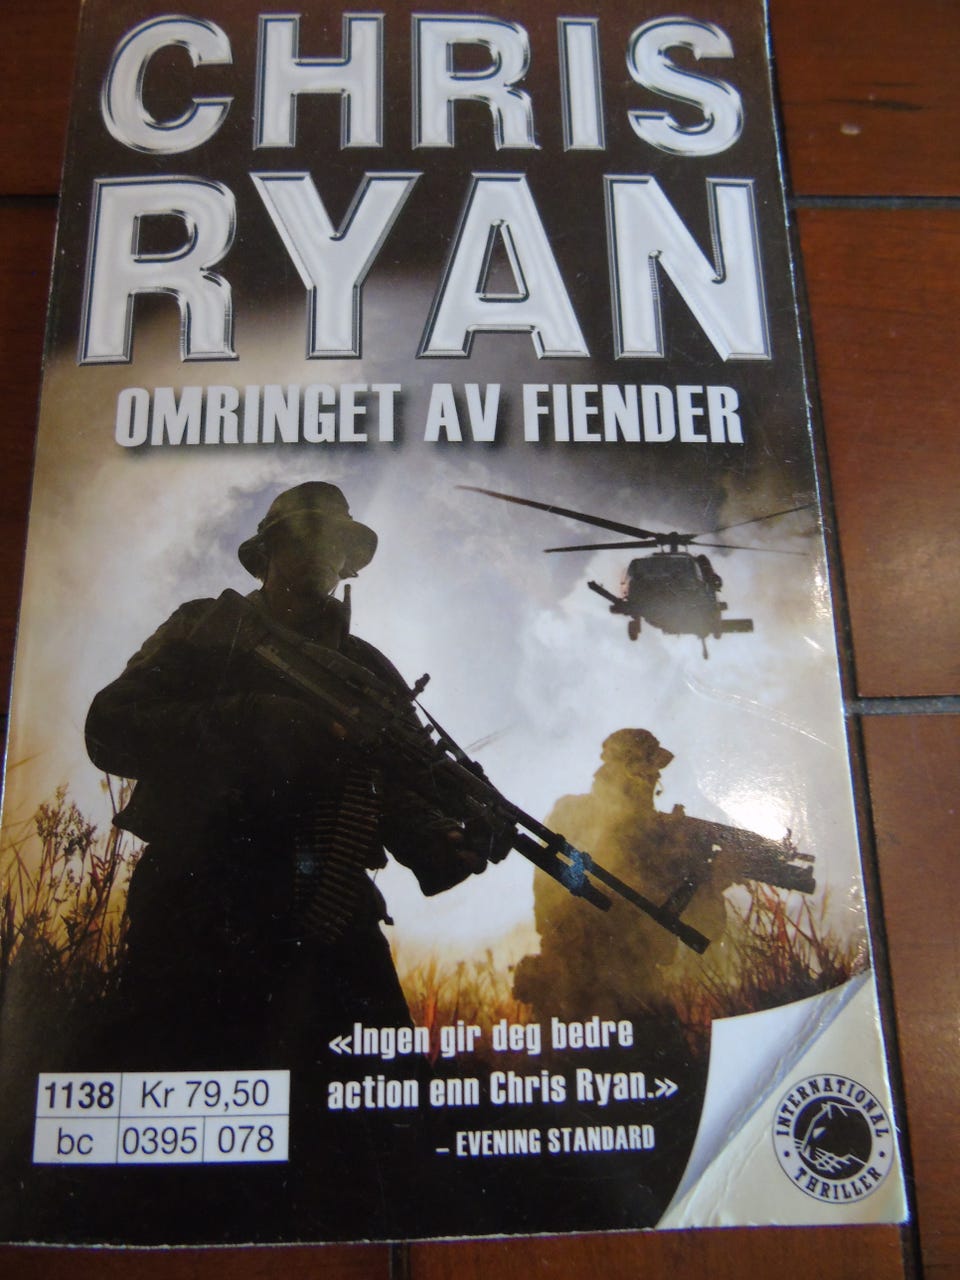 CHRIS
RYAN
OMRINGET AV FIENDER
«Ingen gir deg bedre
action enn Chris Ryan.»
– EVENING STANDARD
1138 Kr 79,50
bc 0395 078
INTERNATIONAL
THRILLER